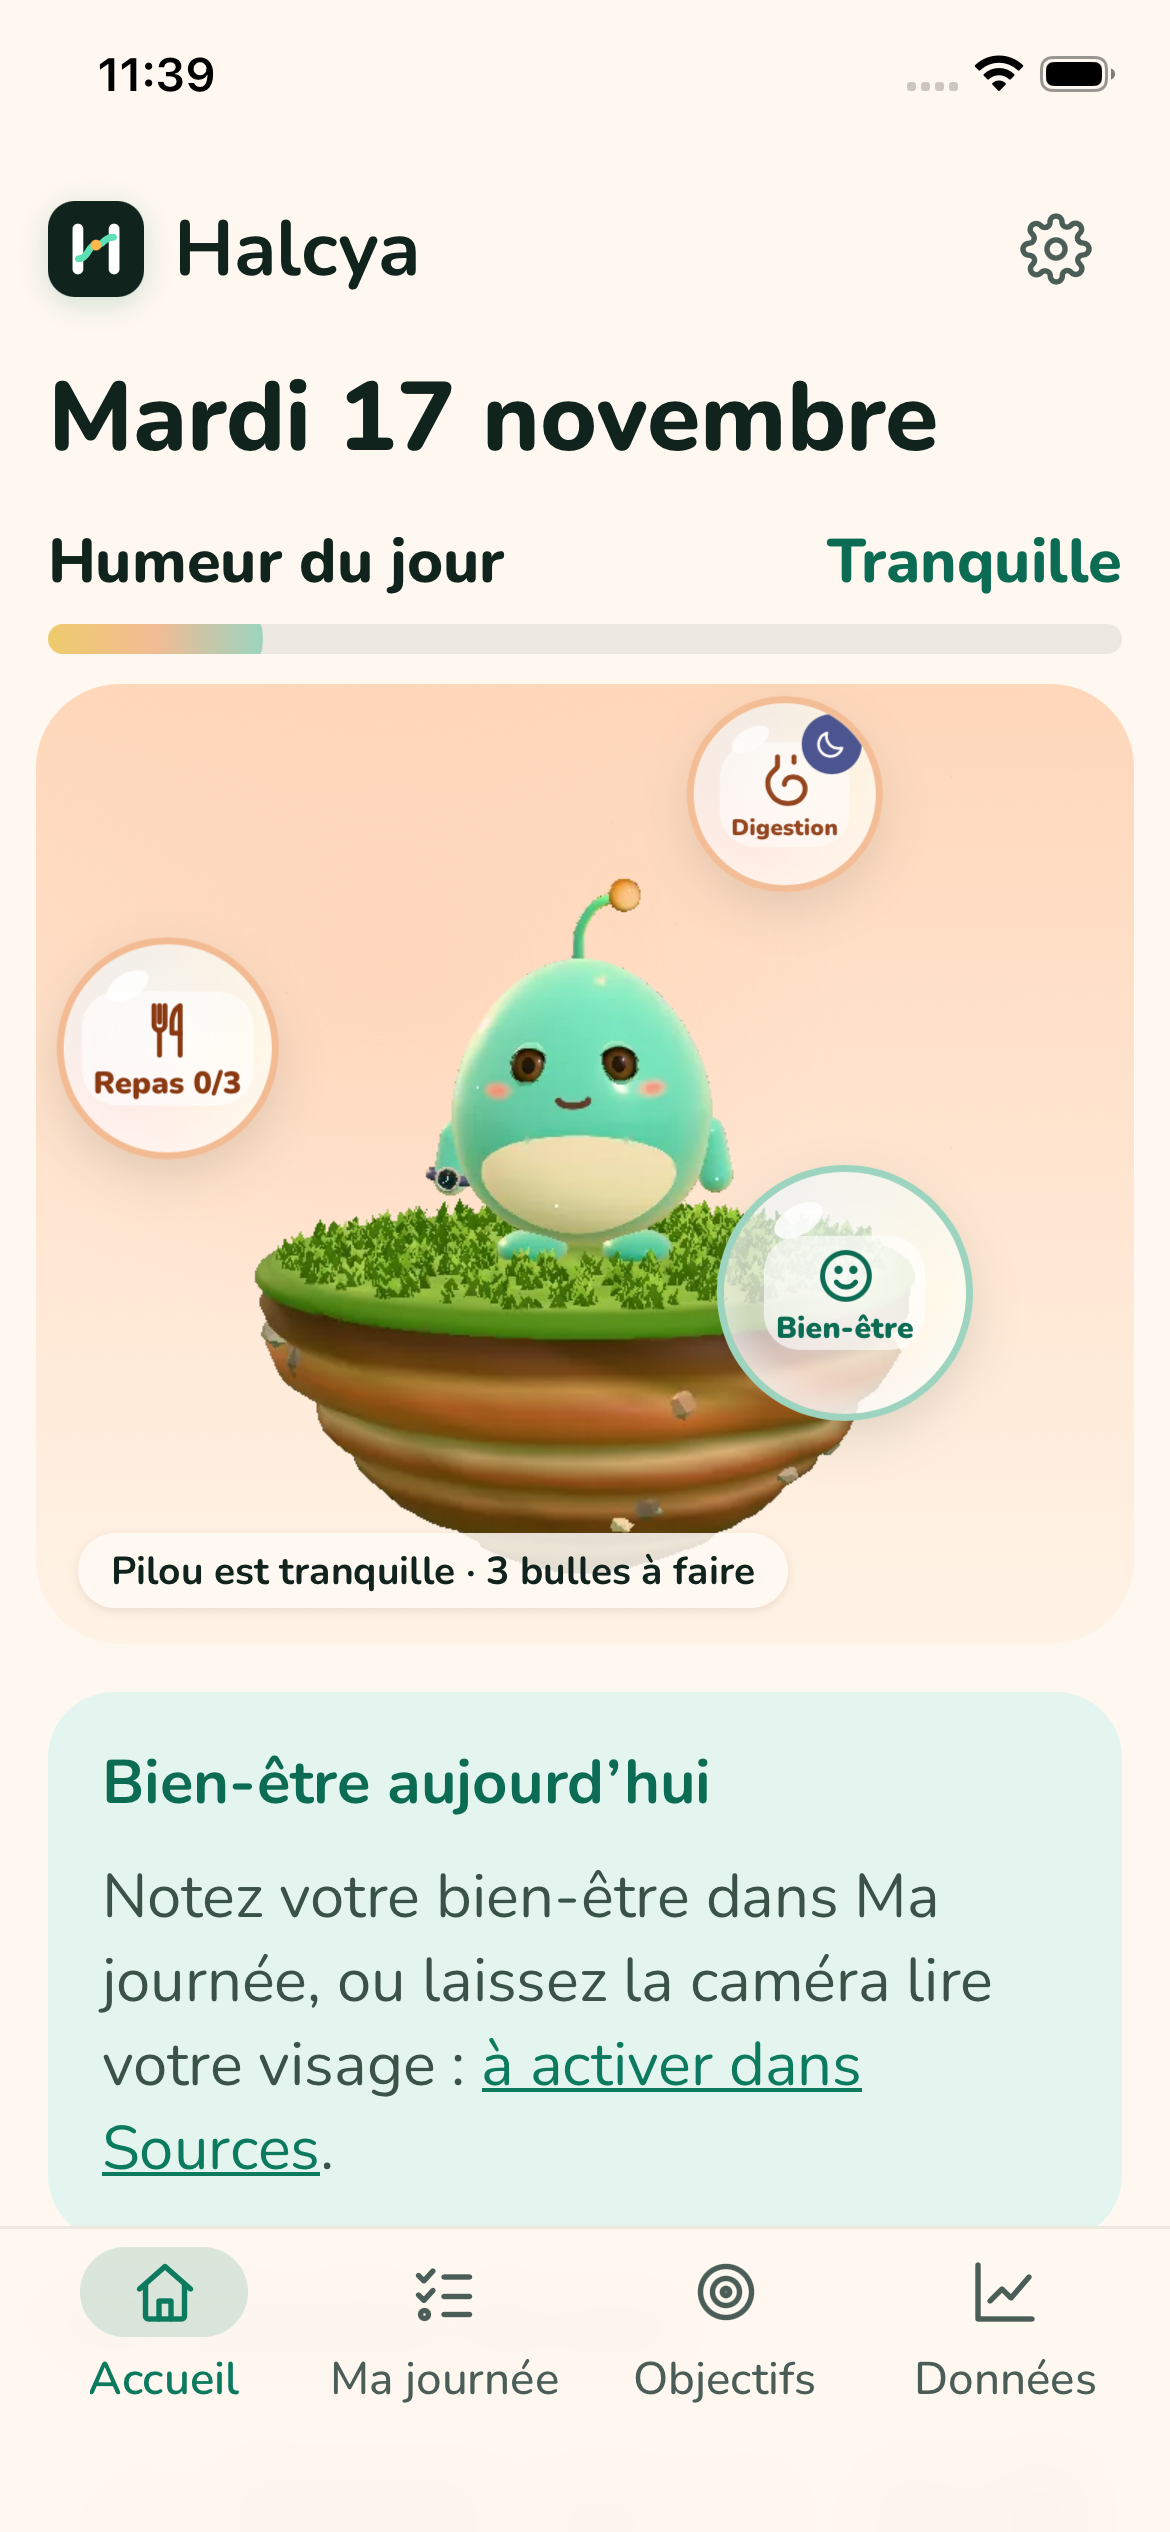 11:39
Halcya
Mardi 17 novembre
Humeur du jour
Tranquille
Digestion
Repas 0/3
Bien-être
Pilou est tranquille · 3 bulles à faire
Bien-être aujourd’hui
Notez votre bien-être dans Ma
journée, ou laissez la caméra lire
votre visage : à activer dans
Sources.
Accueil
Ma journée
Objectifs
Données